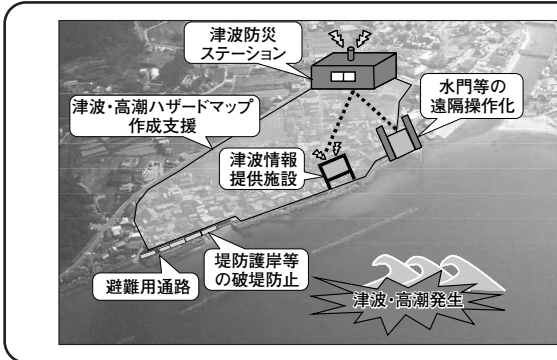 津波防災
ステーション
水門等の
遠隔操作化
津波・高潮ハザードマップ
作成支援
津波情報
提供施設
堤防護岸等
の破堤防止
避難用通路
津波・高潮発生